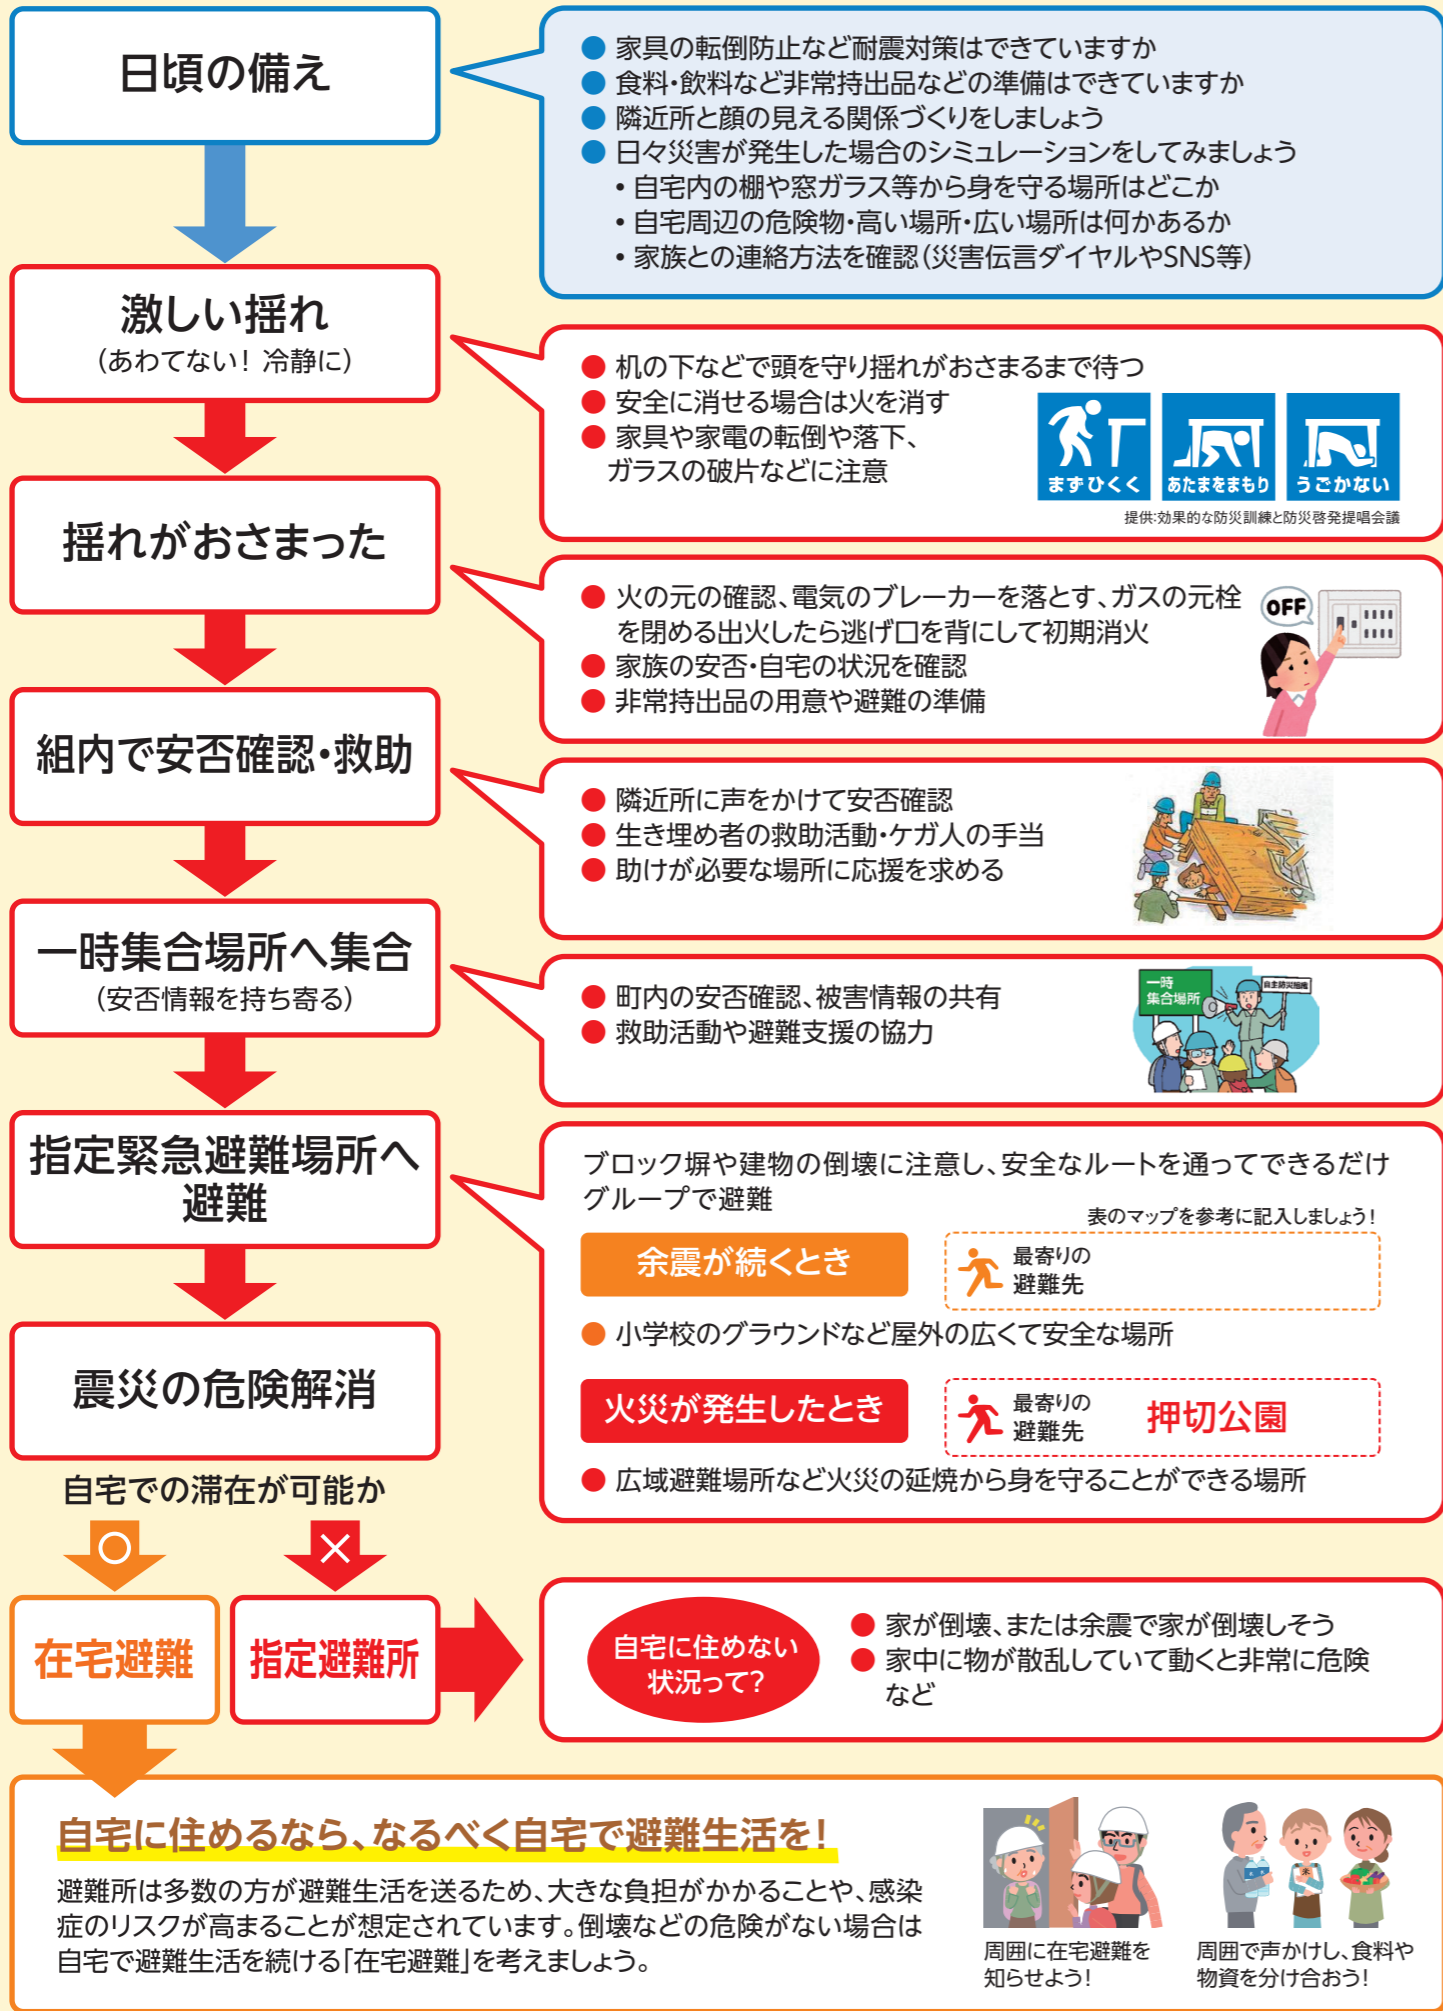 日頃の備え
● 家具の転倒防止など耐震対策はできていますか
● 食料・飲料など非常持出品などの準備はできていますか
● 隣近所と顔の見える関係づくりをしましょう
● 日々災害が発生した場合のシミュレーションをしてみましょう
・自宅内の棚や窓ガラス等から身を守る場所はどこか
・自宅周辺の危険物・高い場所・広い場所は何かあるか
・家族との連絡方法を確認(災害伝言ダイヤルやSNS等)
激しい揺れ
(あわてない！冷静に)
● 机の下などで頭を守り揺れがおさまるまで待つ
● 安全に消せる場合は火を消す
● 家具や家電の転倒や落下、
ガラスの破片などに注意
まずひくく
あたまをまもり
うごかない
提供:効果的な防災訓練と防災啓発提唱会議
揺れがおさまった
● 火の元の確認、電気のブレーカーを落とす、ガスの元栓
を閉める出火したら逃げ口を背にして初期消火
● 家族の安否・自宅の状況を確認
● 非常持出品の用意や避難の準備
OFF
組内で安否確認・救助
● 隣近所に声をかけて安否確認
● 生き埋め者の救助活動・ケガ人の手当
● 助けが必要な場所に応援を求める
一時集合場所へ集合
(安否情報を持ち寄る)
● 町内の安否確認、被害情報の共有
● 救助活動や避難支援の協力
一時
集合場所
自主防災組織
指定緊急避難場所へ
避難
ブロック塀や建物の倒壊に注意し、安全なルートを通ってできるだけ
グループで避難
表のマップを参考に記入しましょう！
余震が続くとき
最寄りの
避難先
● 小学校のグラウンドなど屋外の広くて安全な場所
火災が発生したとき
最寄りの
避難先
押切公園
● 広域避難場所など火災の延焼から身を守ることができる場所
震災の危険解消
自宅での滞在が可能か
○
×
在宅避難
指定避難所
自宅に住めない
状況って？
● 家が倒壊、または余震で家が倒壊しそう
● 家中に物が散乱していて動くと非常に危険
など
自宅に住めるなら、なるべく自宅で避難生活を！
避難所は多数の方が避難生活を送るため、大きな負担がかかることや、感染
症のリスクが高まることが想定されています。倒壊などの危険がない場合は
自宅で避難生活を続ける「在宅避難」を考えましょう。
周囲に在宅避難を
知らせよう！
周囲で声かけし、食料や
物資を分け合おう！